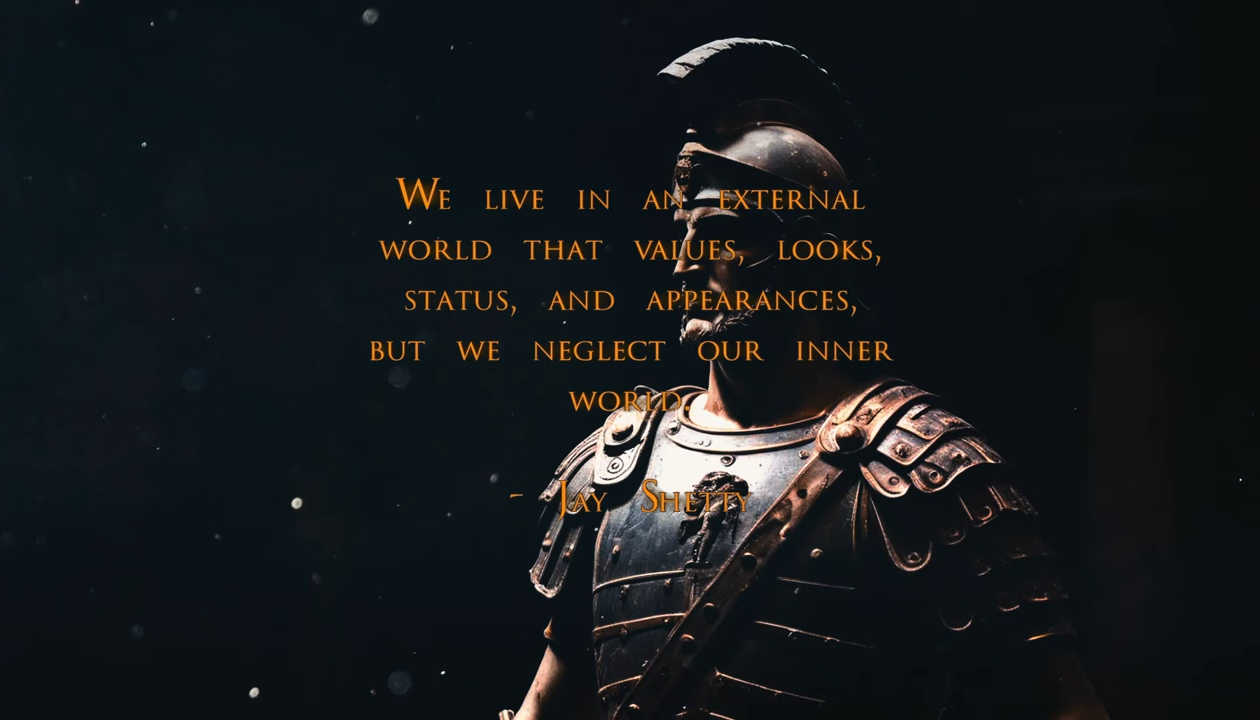 We live in an external
world that values, looks,
status, and appearances,
but we neglect our inner
world.
- Jay Shetty